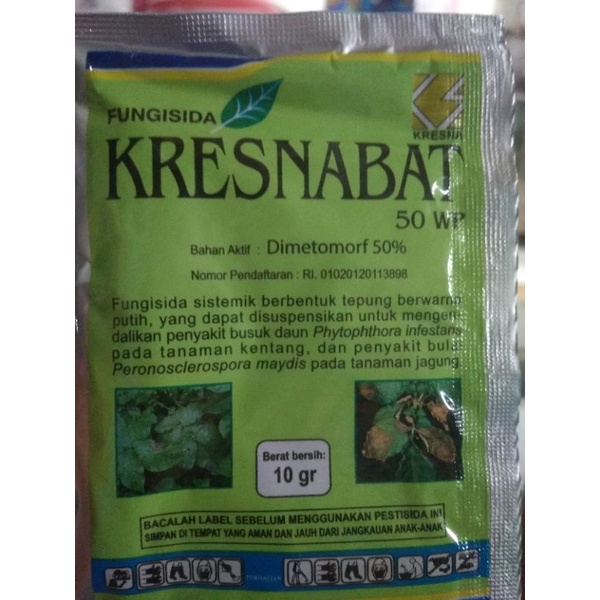 FUNGISIDA
KRESNA
KRESNABAT
50 WP
Bahan Aktif : Dimetomorf 50%
Nomor Pendaftaran : RI. 01020120113898
Fungisida sistemik berbentuk tepung berwarna
putih, yang dapat disuspensikan untuk mengen-
dalikan penyakit busuk daun Phytophthora infestans
pada tanaman kentang, dan penyakit bulai
Peronosclerospora maydis pada tanaman jagung.
Berat bersih:
10 gr
BACALAH LABEL SEBELUM MENGGUNAKAN PESTISIDA INI
SIMPAN DI TEMPAT YANG AMAN DAN JAUH DARI JANGKAUAN ANAK-ANAK